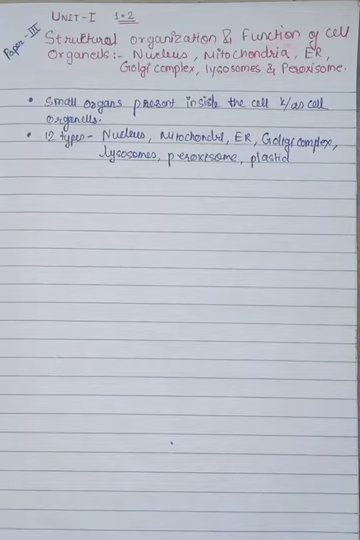 UNIT-I 1.2
Paper-III
Structural organization & Function of cell
Organells:- Nucleus, Mitochondria, ER,
Golgi complex, lycosomes & Peroxisome.
• Small organs present inside the cell k/as cell
organells.
• 12 types- Nucleus, Mitochondri, ER, Golgi complex,
lycosomes, peroxisome, plastid